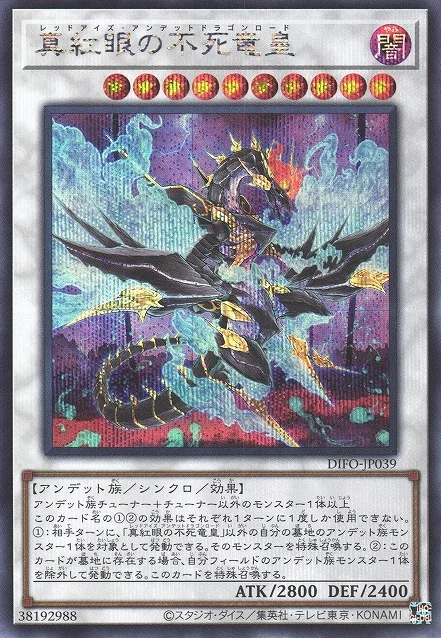 レッドアイズ・アンデットドラゴンロード
真紅眼の不死竜皇
闇
DIFO-JP039
【アンデット族／シンクロ／効果】
アンデット族チューナー＋チューナー以外のモンスター1体以上
このカード名の①②の効果はそれぞれ1ターンに1度しか使用できない。
①：相手ターンに、「真紅眼の不死竜皇」以外の自分の墓地のアンデット族モン
スター1体を対象として発動できる。そのモンスターを特殊召喚する。②：この
カードが墓地に存在する場合、自分フィールドのアンデットモンスター1体
を除外して発動できる。このカードを特殊召喚する。
ATK/2800 DEF/2400
38192988
©スタジオ・ダイス／集英社・テレビ東京・KONAMI